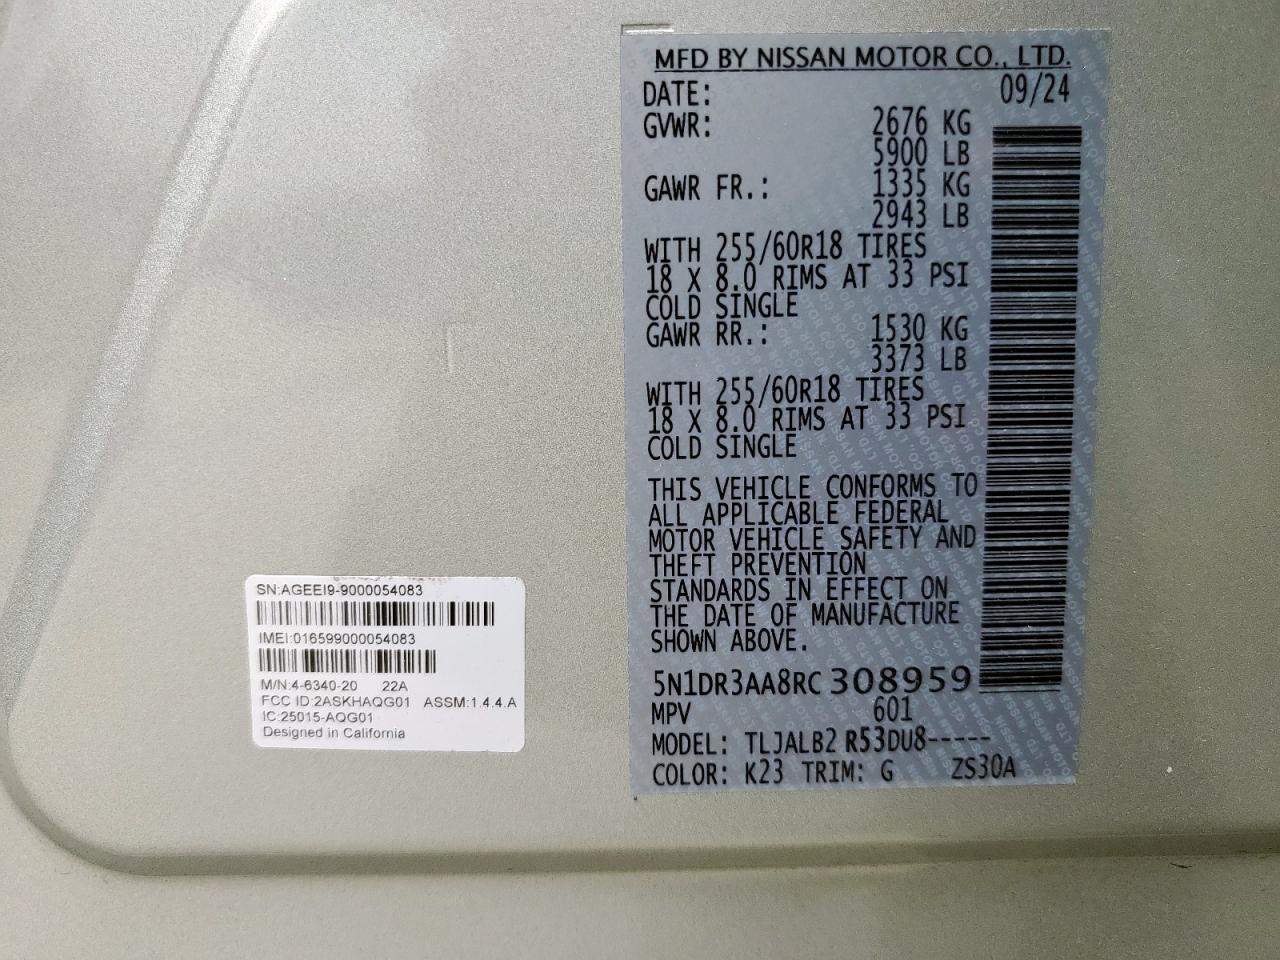 MFD BY NISSAN MOTOR CO., LTD.
DATE: 09/24
GVWR: 2676 KG
5900 LB
GAWR FR.: 1335 KG
2943 LB
WITH 255/60R18 TIRES
18 X 8.0 RIMS AT 33 PSI
COLD SINGLE
GAWR RR.: 1530 KG
3373 LB
WITH 255/60R18 TIRES
18 X 8.0 RIMS AT 33 PSI
COLD SINGLE
THIS VEHICLE CONFORMS TO
ALL APPLICABLE FEDERAL
MOTOR VEHICLE SAFETY AND
THEFT PREVENTION
STANDARDS IN EFFECT ON
THE DATE OF MANUFACTURE
SHOWN ABOVE.
5N1DR3AA8RC308959
MPV 601
MODEL: TLJALB2 R53DU8-----
COLOR: K23 TRIM: G ZS30A
SN:AGEEI9-9000054083
IMEI:016599000054083
M/N:4-6340-20 22A
FCC ID:2ASKHAQG01 ASSM:1.4.4.A
IC:25015-AQG01
Designed in California